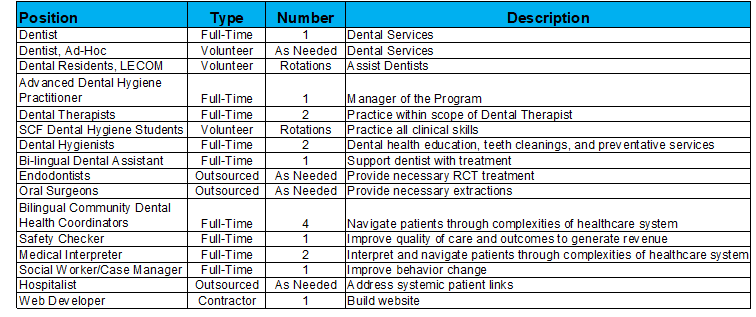 Position Type Number Description
Dentist Full-Time 1 Dental Services
Dentist, Ad-Hoc Volunteer As Needed Dental Services
Dental Residents, LECOM Volunteer Rotations Assist Dentists
Advanced Dental Hygiene
Practitioner Full-Time 1 Manager of the Program
Dental Therapists Full-Time 2 Practice within scope of Dental Therapist
SCF Dental Hygiene Students Volunteer Rotations Practice all clinical skills
Dental Hygienists Full-Time 2 Dental health education, teeth cleanings, and preventative services
Bi-lingual Dental Assistant Full-Time 1 Support dentist with treatment
Endodontists Outsourced As Needed Provide necessary RCT treatment
Oral Surgeons Outsourced As Needed Provide necessary extractions
Bilingual Community Dental
Health Coordinators Full-Time 4 Navigate patients through complexities of healthcare system
Safety Checker Full-Time 1 Improve quality of care and outcomes to generate revenue
Medical Interpreter Full-Time 2 Interpret and navigate patients through complexities of healthcare system
Social Worker/Case Manager Full-Time 1 Improve behavior change
Hospitalist Outsourced As Needed Address systemic patient links
Web Developer Contractor 1 Build website